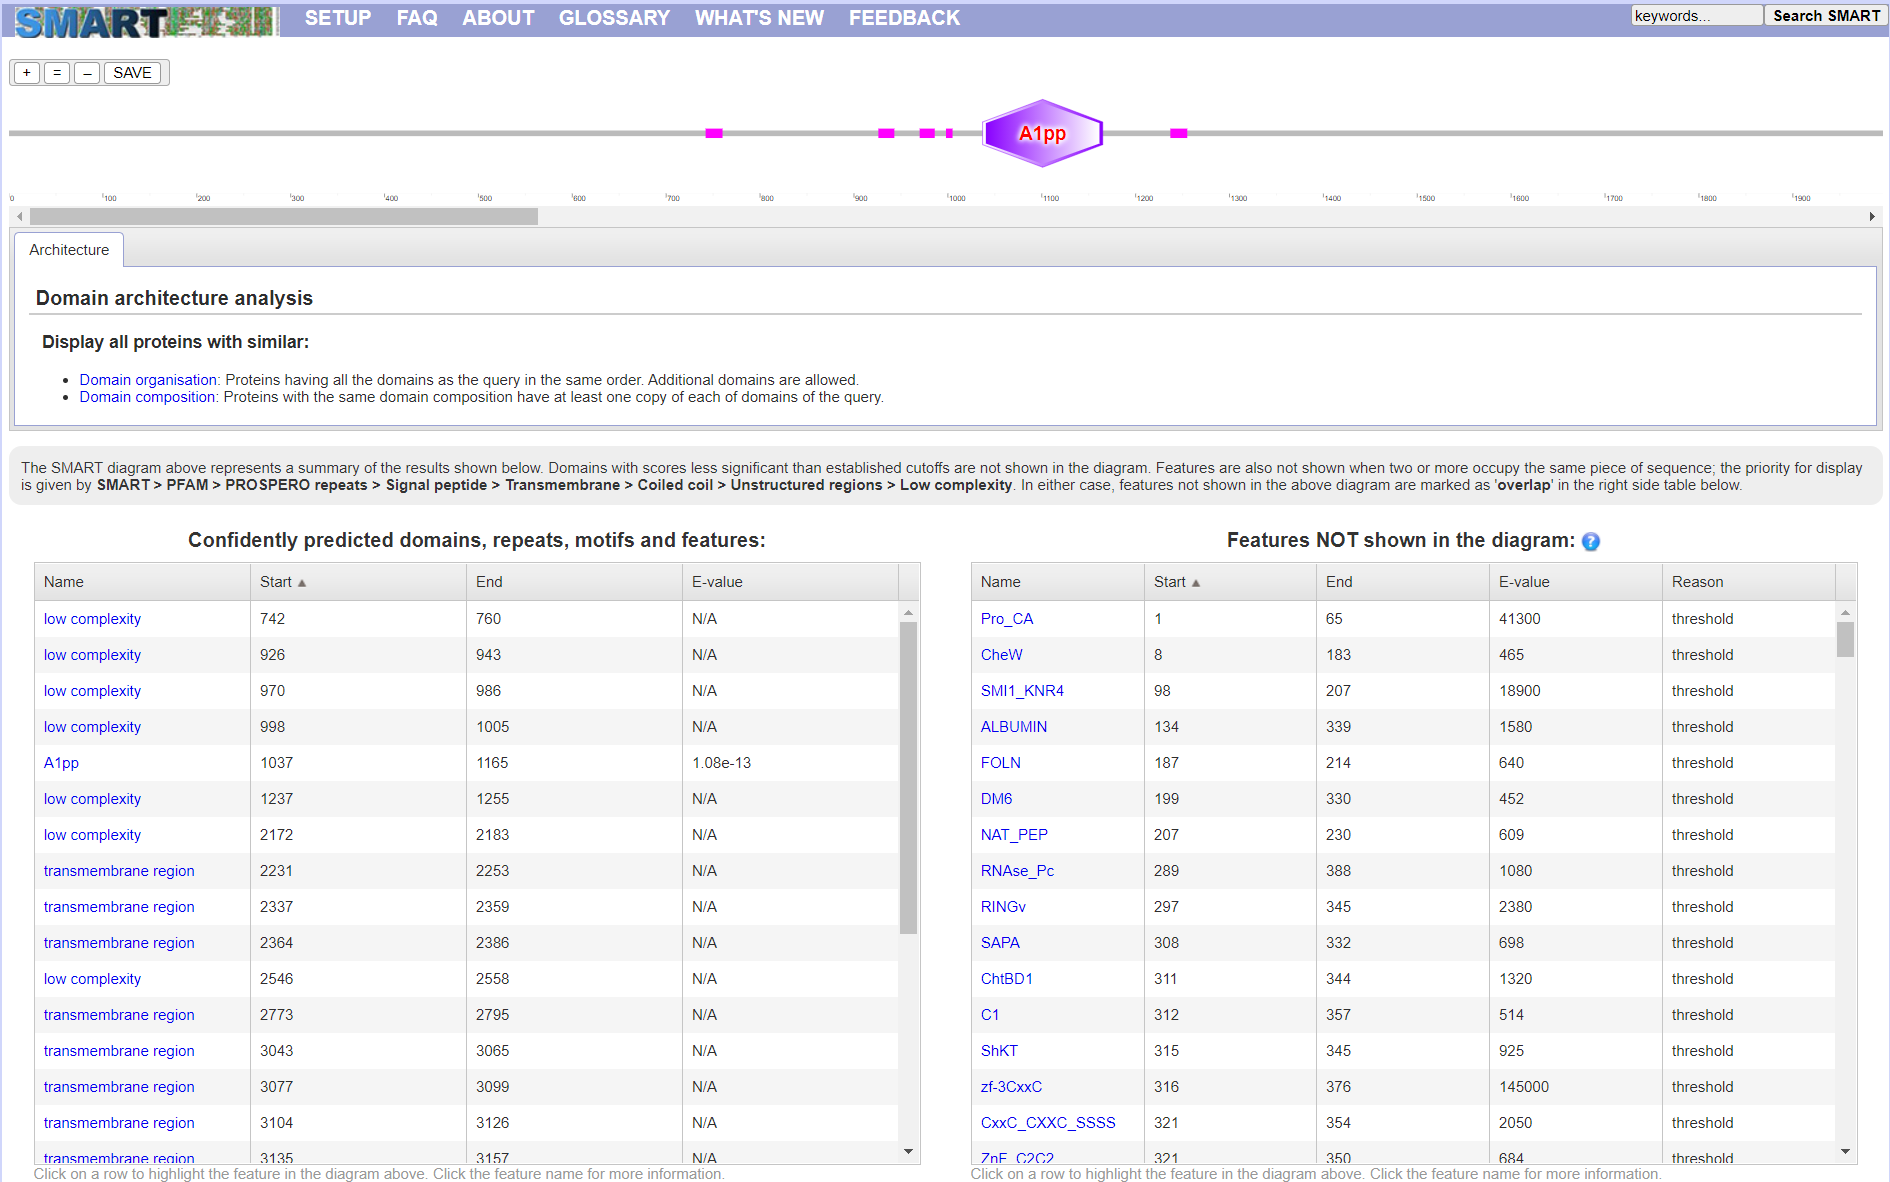 SMART SETUP FAQ ABOUT GLOSSARY WHAT'S NEW FEEDBACK keywords... Search SMART
+ = – SAVE
A1pp
0 100 200 300 400 500 600 700 800 900 1000 1100 1200 1300 1400 1500 1600 1700 1800 1900
Architecture
Domain architecture analysis
Display all proteins with similar:
• Domain organisation: Proteins having all the domains as the query in the same order. Additional domains are allowed.
• Domain composition: Proteins with the same domain composition have at least one copy of each of domains of the query.
The SMART diagram above represents a summary of the results shown below. Domains with scores less significant than established cutoffs are not shown in the diagram. Features are also not shown when two or more occupy the same piece of sequence; the priority for display
is given by SMART > PFAM > PROSPERO repeats > Signal peptide > Transmembrane > Coiled coil > Unstructured regions > Low complexity. In either case, features not shown in the above diagram are marked as 'overlap' in the right side table below.
Confidently predicted domains, repeats, motifs and features:
Name Start End E-value
low complexity 742 760 N/A
low complexity 926 943 N/A
low complexity 970 986 N/A
low complexity 998 1005 N/A
A1pp 1037 1165 1.08e-13
low complexity 1237 1255 N/A
low complexity 2172 2183 N/A
transmembrane region 2231 2253 N/A
transmembrane region 2337 2359 N/A
transmembrane region 2364 2386 N/A
low complexity 2546 2558 N/A
transmembrane region 2773 2795 N/A
transmembrane region 3043 3065 N/A
transmembrane region 3077 3099 N/A
transmembrane region 3104 3126 N/A
transmembrane region 3135 3157 N/A
Click on a row to highlight the feature in the diagram above. Click the feature name for more information.
Features NOT shown in the diagram: ?
Name Start End E-value Reason
Pro_CA 1 65 41300 threshold
CheW 8 183 465 threshold
SMI1_KNR4 98 207 18900 threshold
ALBUMIN 134 339 1580 threshold
FOLN 187 214 640 threshold
DM6 199 330 452 threshold
NAT_PEP 207 230 609 threshold
RNAse_Pc 289 388 1080 threshold
RINGv 297 345 2380 threshold
SAPA 308 332 698 threshold
ChtBD1 311 344 1320 threshold
C1 312 357 514 threshold
ShKT 315 345 925 threshold
zf-3CxxC 316 376 145000 threshold
CxxC_CXXC_SSSS 321 354 2050 threshold
ZnF_C2C2 321 350 684 threshold
Click on a row to highlight the feature in the diagram above. Click the feature name for more information.